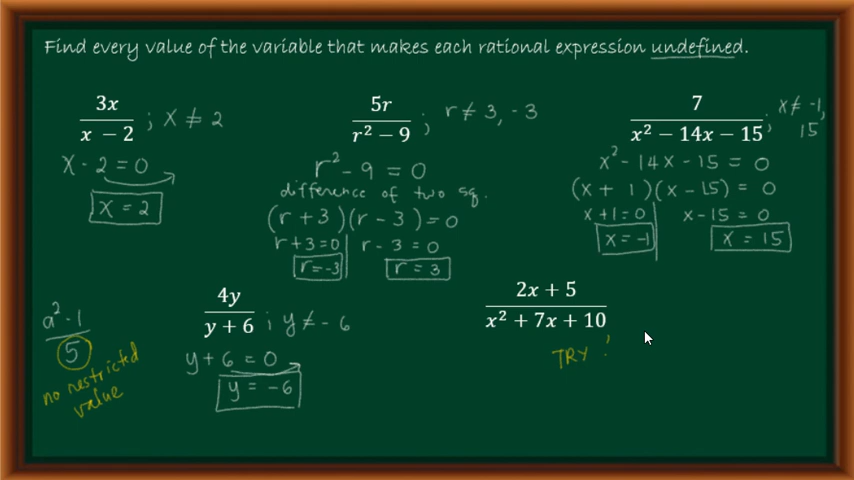 Find every value of the variable that makes each rational expression undefined.
3x
x − 2
; x ≠ 2
x - 2 = 0
x = 2
5r
r² − 9
; r ≠ 3, -3
r² - 9 = 0
difference of two sq.
(r + 3)(r - 3) = 0
r+3=0 | r - 3 = 0
r=-3 | r = 3
7
x² − 14x − 15
; x ≠ -1,
15
x² - 14x - 15 = 0
(x + 1)(x - 15) = 0
x+1=0 | x-15 = 0
x=-1 | x = 15
a²-1
5
no restricted
value
4y
y + 6
; y ≠ - 6
y + 6 = 0
y = -6
2x + 5
x² + 7x + 10
TRY !